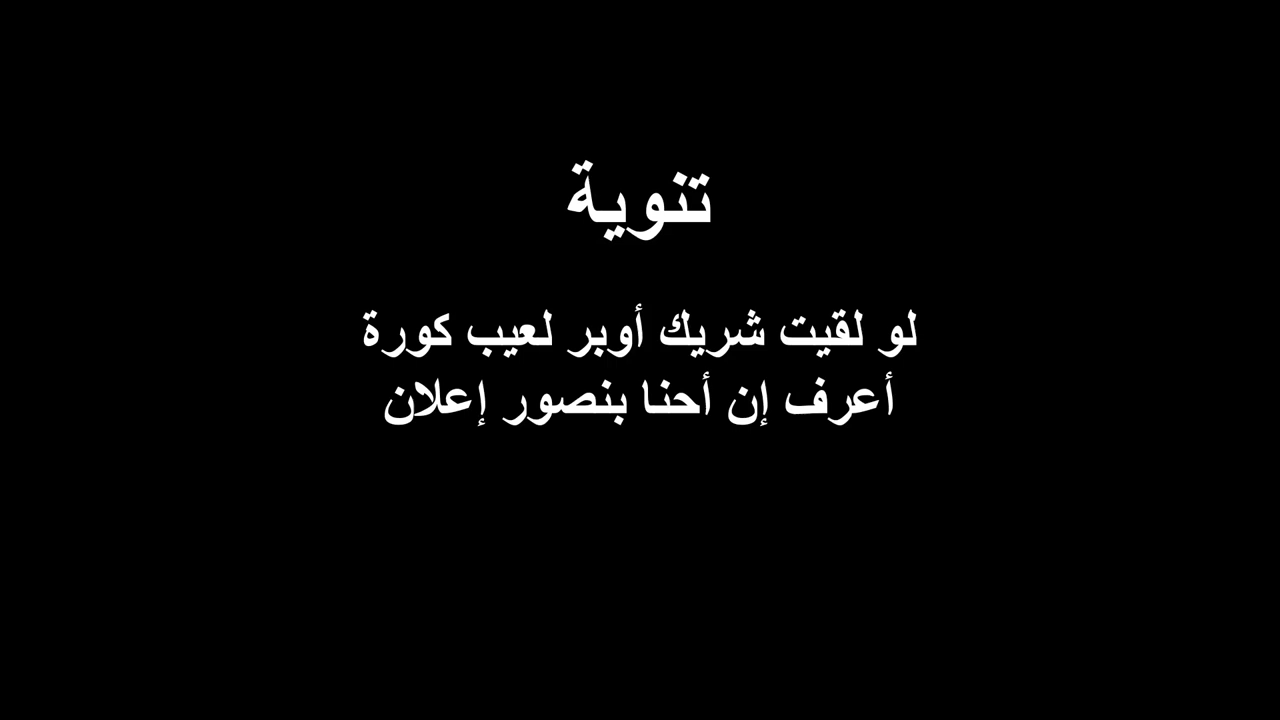 تنوية
لو لقيت شريك أوبر لعيب كورة
أعرف إن أحنا بنصور إعلان